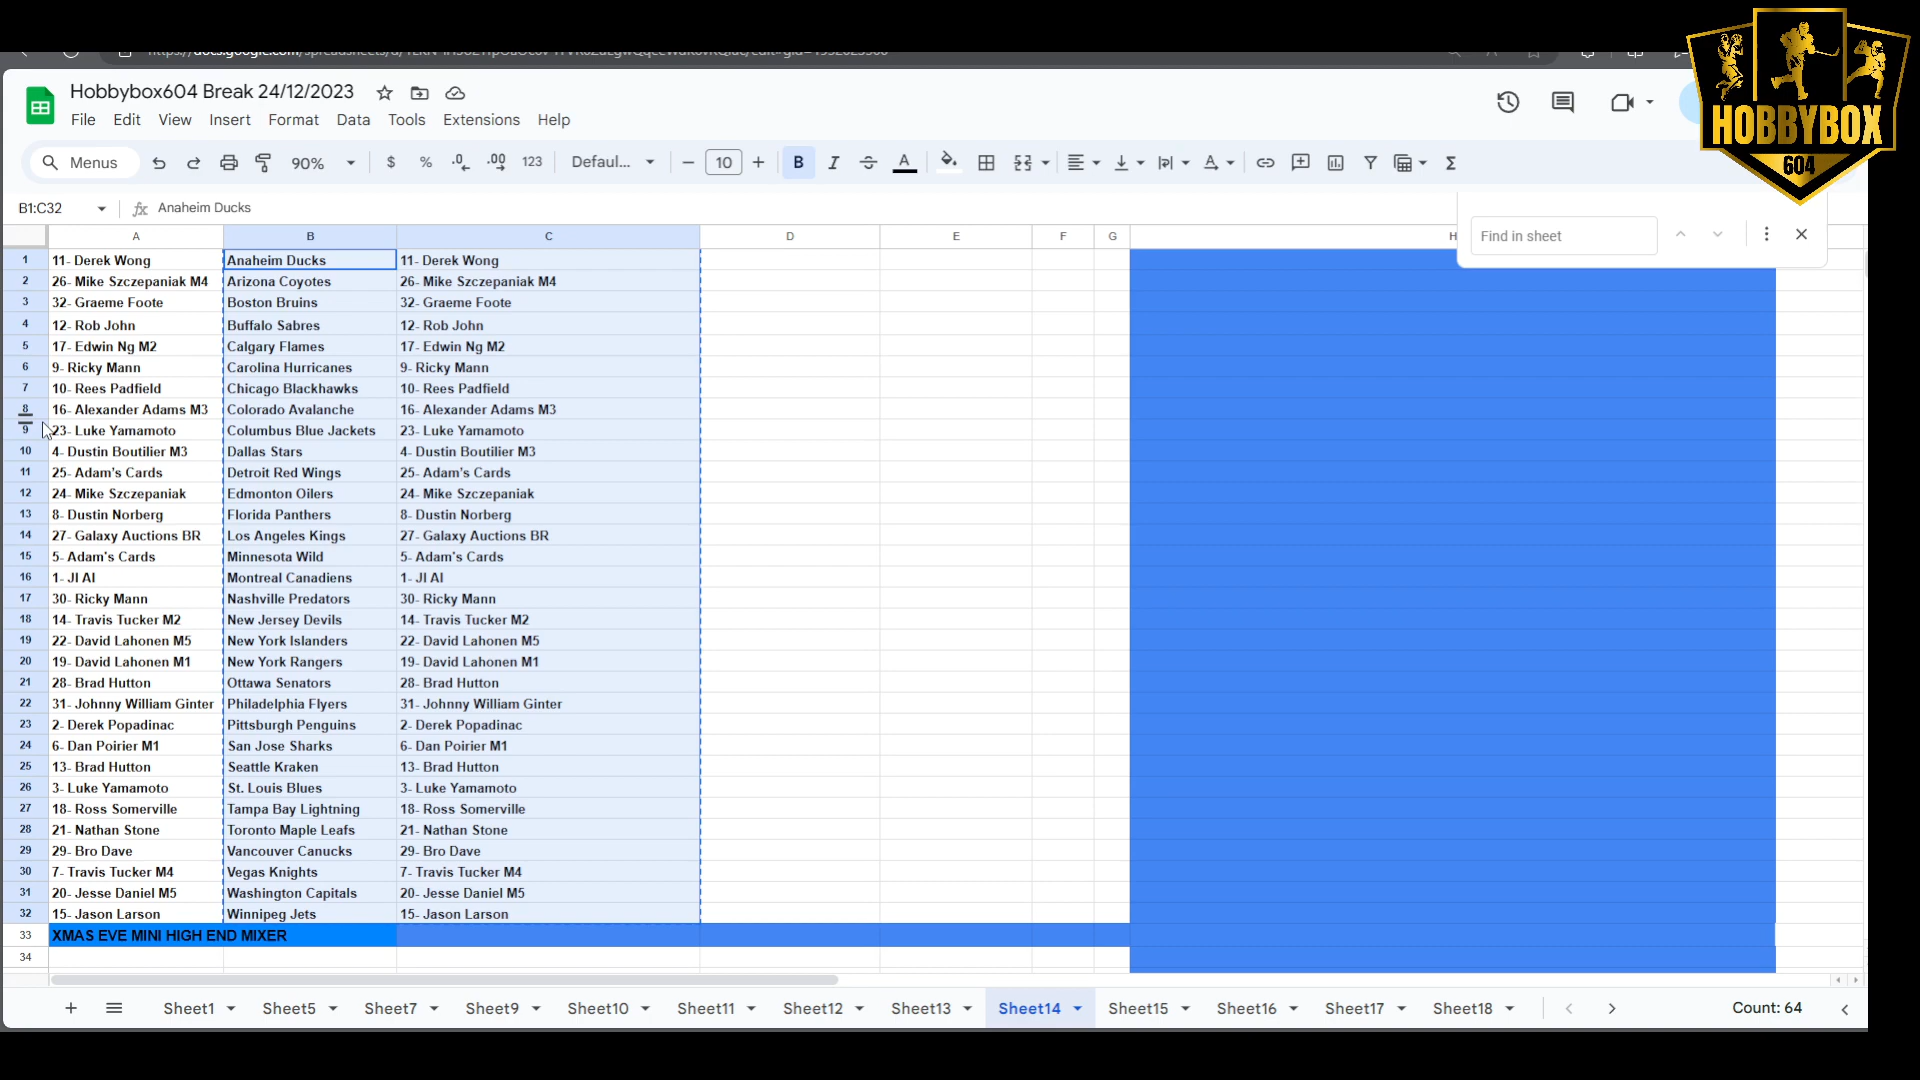 Hobbybox604 Break 24/12/2023
File Edit View Insert Format Data Tools Extensions Help
HOBBYBOX
604
Menus 90% $ % .0 .00 123 Defaul... − 10 + B I A A Σ
B1:C32 fx Anaheim Ducks
Find in sheet
A B C D E F G H
1 11- Derek Wong Anaheim Ducks 11- Derek Wong
2 26- Mike Szczepaniak M4 Arizona Coyotes 26- Mike Szczepaniak M4
3 32- Graeme Foote Boston Bruins 32- Graeme Foote
4 12- Rob John Buffalo Sabres 12- Rob John
5 17- Edwin Ng M2 Calgary Flames 17- Edwin Ng M2
6 9- Ricky Mann Carolina Hurricanes 9- Ricky Mann
7 10- Rees Padfield Chicago Blackhawks 10- Rees Padfield
8 16- Alexander Adams M3 Colorado Avalanche 16- Alexander Adams M3
9 23- Luke Yamamoto Columbus Blue Jackets 23- Luke Yamamoto
10 4- Dustin Boutilier M3 Dallas Stars 4- Dustin Boutilier M3
11 25- Adam's Cards Detroit Red Wings 25- Adam's Cards
12 24- Mike Szczepaniak Edmonton Oilers 24- Mike Szczepaniak
13 8- Dustin Norberg Florida Panthers 8- Dustin Norberg
14 27- Galaxy Auctions BR Los Angeles Kings 27- Galaxy Auctions BR
15 5- Adam's Cards Minnesota Wild 5- Adam's Cards
16 1- JI AI Montreal Canadiens 1- JI AI
17 30- Ricky Mann Nashville Predators 30- Ricky Mann
18 14- Travis Tucker M2 New Jersey Devils 14- Travis Tucker M2
19 22- David Lahonen M5 New York Islanders 22- David Lahonen M5
20 19- David Lahonen M1 New York Rangers 19- David Lahonen M1
21 28- Brad Hutton Ottawa Senators 28- Brad Hutton
22 31- Johnny William Ginter Philadelphia Flyers 31- Johnny William Ginter
23 2- Derek Popadinac Pittsburgh Penguins 2- Derek Popadinac
24 6- Dan Poirier M1 San Jose Sharks 6- Dan Poirier M1
25 13- Brad Hutton Seattle Kraken 13- Brad Hutton
26 3- Luke Yamamoto St. Louis Blues 3- Luke Yamamoto
27 18- Ross Somerville Tampa Bay Lightning 18- Ross Somerville
28 21- Nathan Stone Toronto Maple Leafs 21- Nathan Stone
29 29- Bro Dave Vancouver Canucks 29- Bro Dave
30 7- Travis Tucker M4 Vegas Knights 7- Travis Tucker M4
31 20- Jesse Daniel M5 Washington Capitals 20- Jesse Daniel M5
32 15- Jason Larson Winnipeg Jets 15- Jason Larson
33 XMAS EVE MINI HIGH END MIXER
34
+ Sheet1 Sheet5 Sheet7 Sheet9 Sheet10 Sheet11 Sheet12 Sheet13 Sheet14 Sheet15 Sheet16 Sheet17 Sheet18 Count: 64